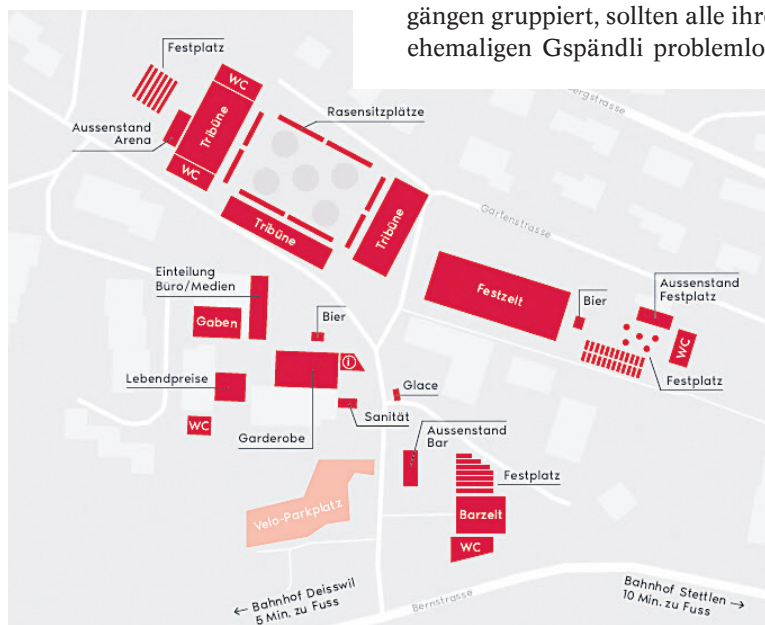 gängen gruppiert, sollten alle ihre
ehemaligen Gspändli problemlo
Festplatz
WC
Tribüne
Rasensitzplätze
Aussenstand
Arena
WC
bergstrasse
Gartenstrasse
Tribüne
Tribüne
Einteilung
Büro/Medien
Festzelt
Bier
Aussenstand
Festplatz
Gaben
Bier
WC
i
Lebendpreise
Glace
Festplatz
WC
Garderobe
Sanität
Aussenstand
Bar
Festplatz
Velo-Parkplatz
Barzelt
WC
← Bahnhof Deisswil
5 Min. zu Fuss
Bernstrasse
Bahnhof Stettlen →
10 Min. zu Fuss